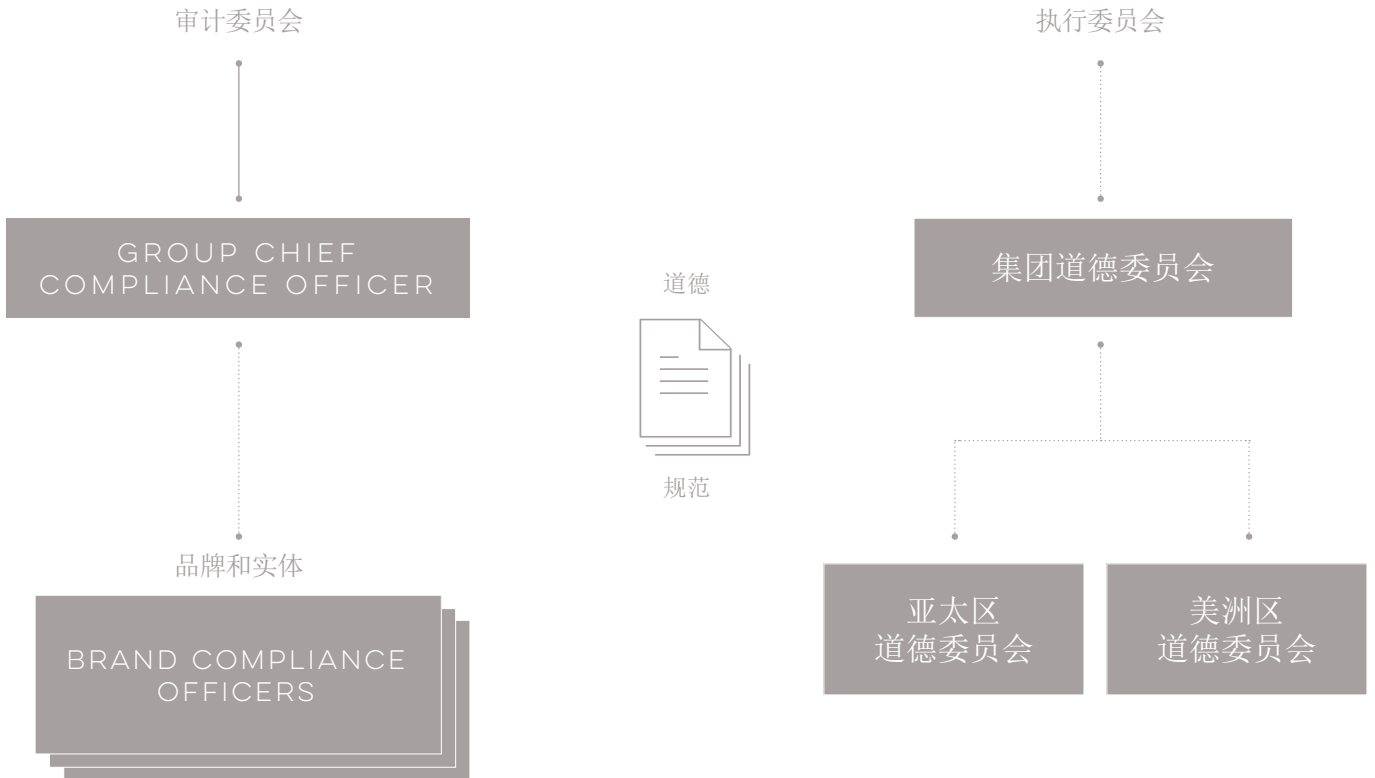 审计委员会
执行委员会
GROUP CHIEF
COMPLIANCE OFFICER
集团道德委员会
道德
规范
品牌和实体
BRAND COMPLIANCE
OFFICERS
亚太区
道德委员会
美洲区
道德委员会